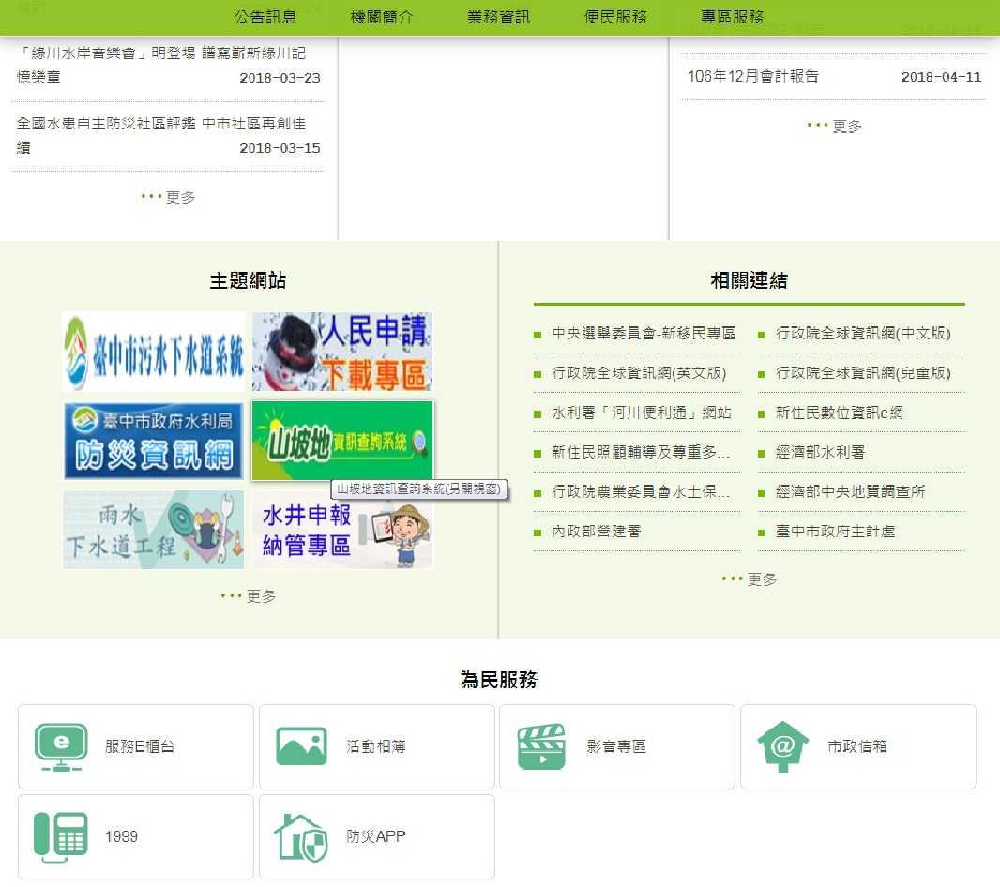 公告訊息 機關簡介 業務資訊 便民服務 專區服務
「綠川水岸音樂會」明登場 譜寫嶄新綠川記
憶樂章 2018-03-23
全國水患自主防災社區評鑑 中市社區再創佳
績 2018-03-15
•••更多
2018-04-11
106年12月會計報告 2018-04-11
•••更多
主題網站
臺中市污水下水道系統
人民申請
下載專區
臺中市政府水利局
防災資訊網
山坡地資訊查詢系統
山坡地資訊查詢系統(另開視窗)
雨水
下水道工程
水井申報
納管專區
•••更多
相關連結
中央選舉委員會-新移民專區
行政院全球資訊網(中文版)
行政院全球資訊網(英文版)
行政院全球資訊網(兒童版)
水利署「河川便利通」網站
新住民數位資訊e網
新住民照顧輔導及尊重多...
經濟部水利署
行政院農業委員會水土保...
經濟部中央地質調查所
內政部營建署
臺中市政府主計處
•••更多
為民服務
服務E櫃台
活動相簿
影音專區
市政信箱
1999
防災APP